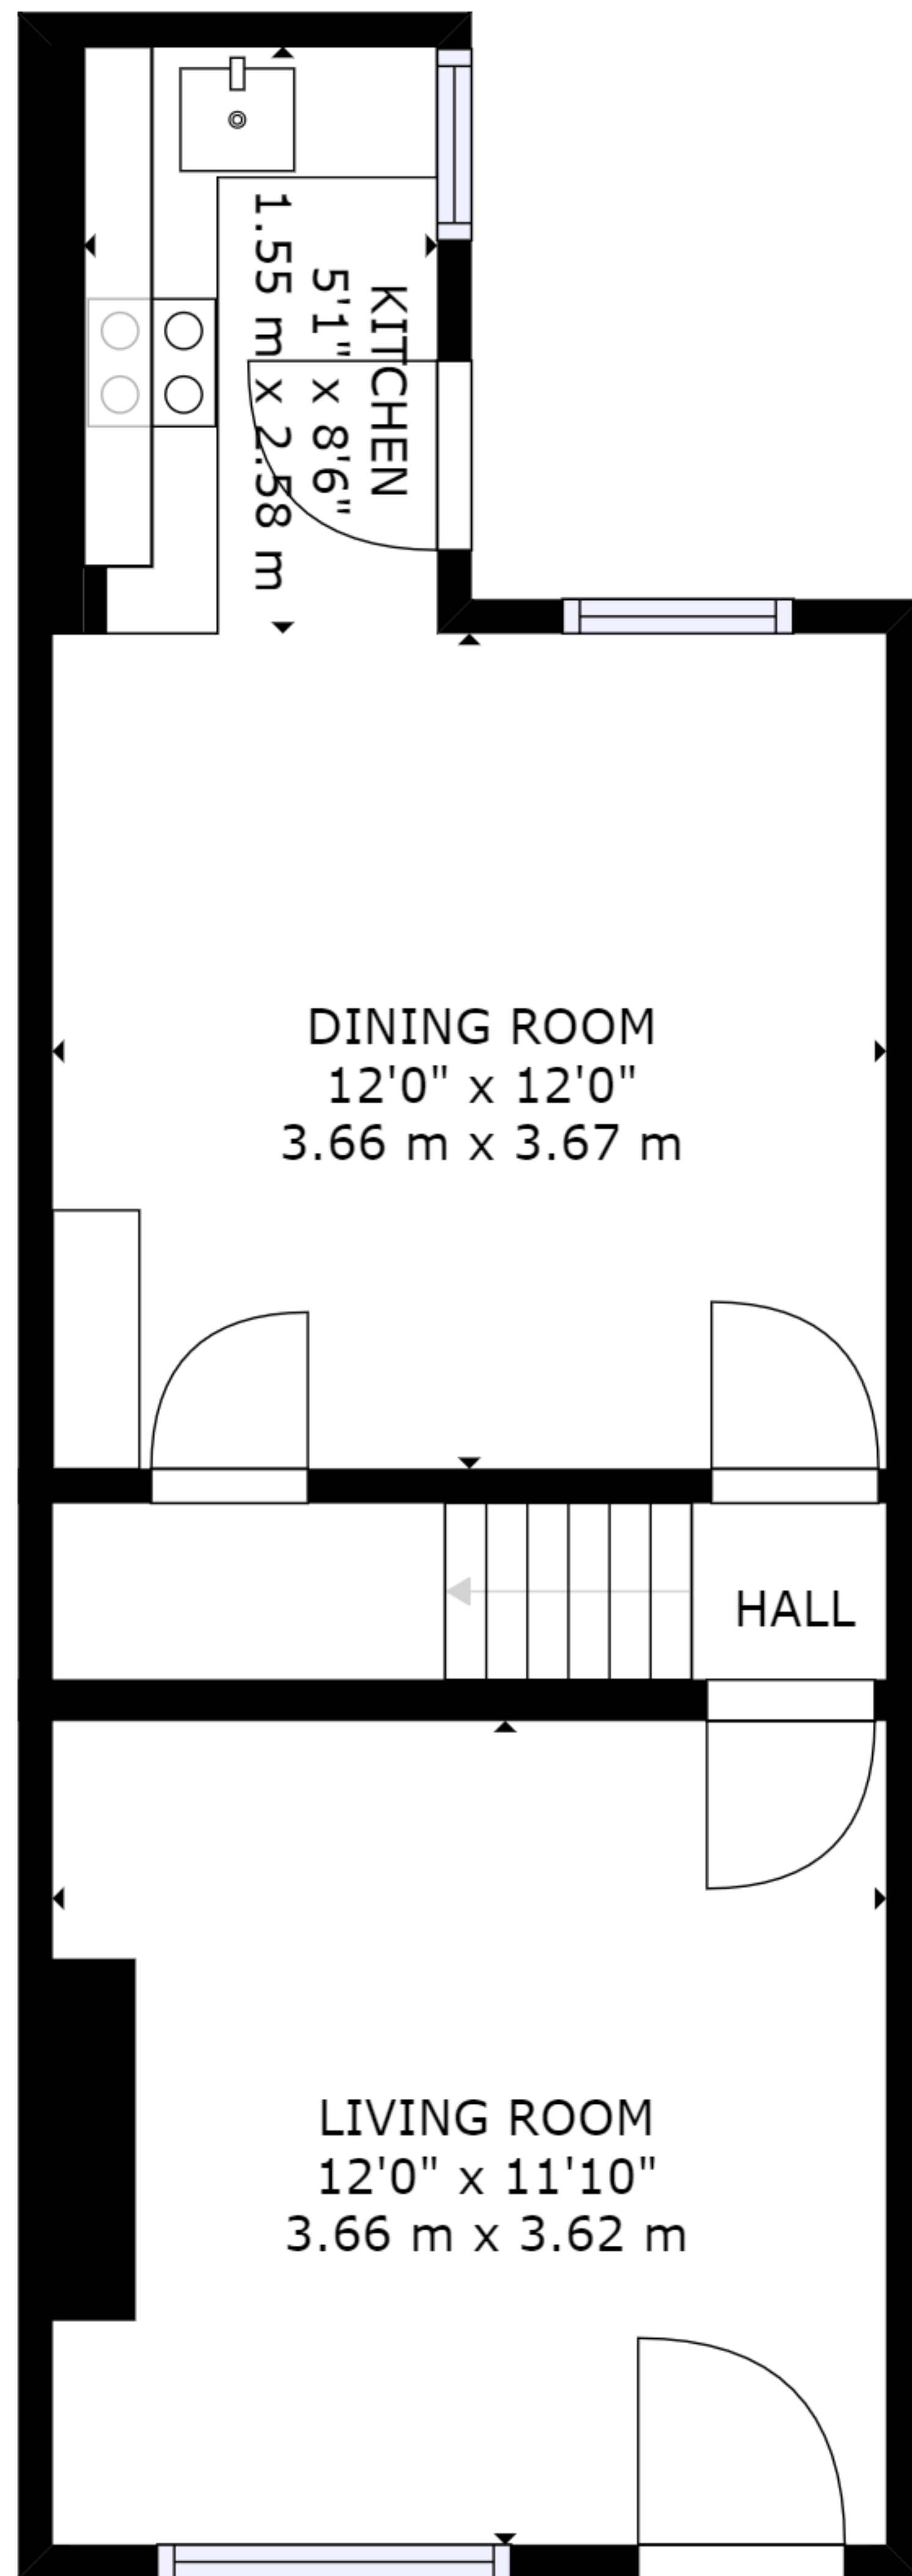 KITCHEN
5'1" x 8'6"
1.55 m x 2.58 m
DINING ROOM
12'0" x 12'0"
3.66 m x 3.67 m
HALL
LIVING ROOM
12'0" x 11'10"
3.66 m x 3.62 m